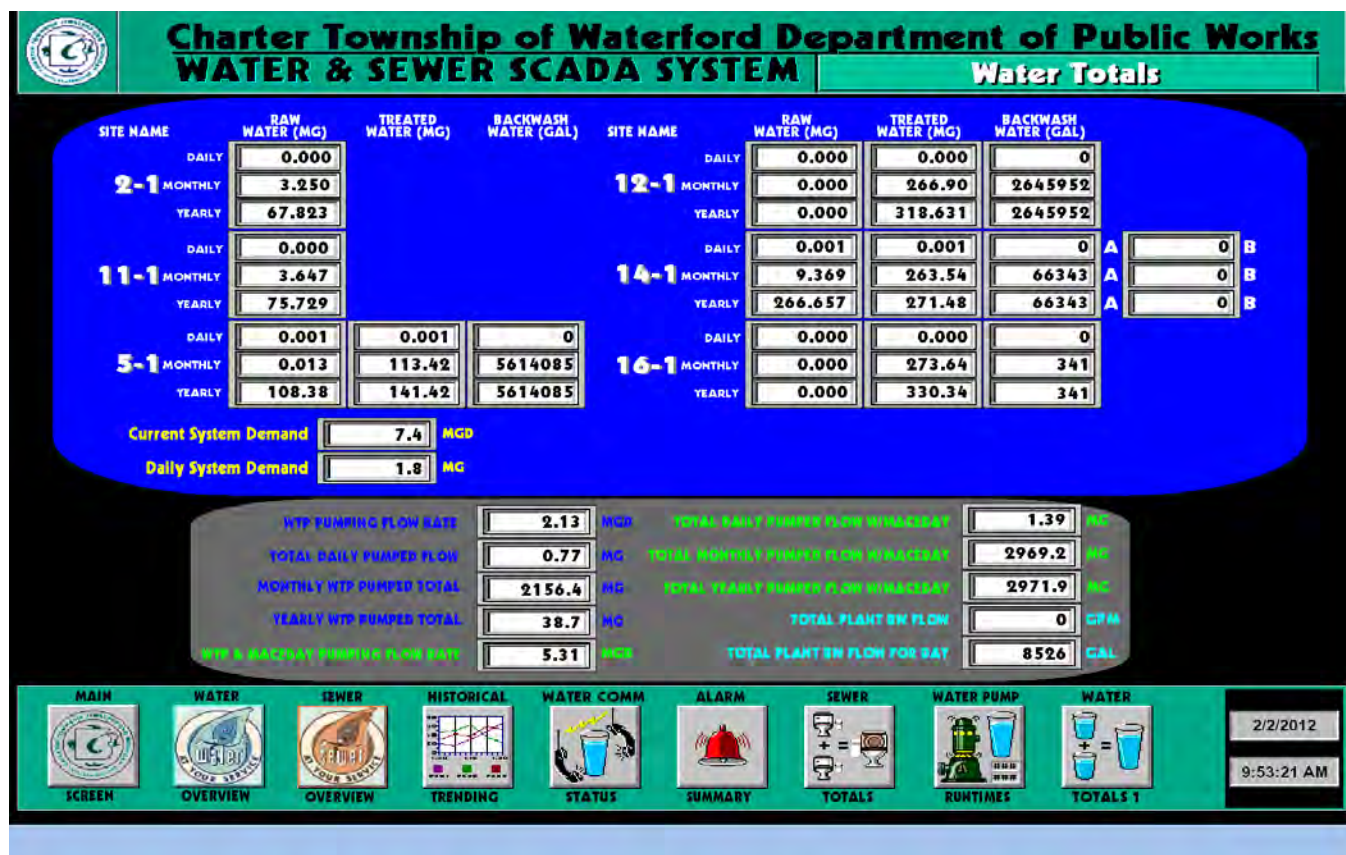 Charter Township of Waterford Department of Public Works
WATER & SEWER SCADA SYSTEM Water Totals
SITE NAME RAW WATER (MG) TREATED WATER (MG) BACKWASH WATER (GAL) SITE NAME RAW WATER (MG) TREATED WATER (MG) BACKWASH WATER (GAL)
DAILY 0.000 DAILY 0.000 0.000 0
2-1 MONTHLY 3.250 12-1 MONTHLY 0.000 266.90 2645952
YEARLY 67.823 YEARLY 0.000 318.631 2645952
DAILY 0.000 DAILY 0.001 0.001 0 A 0 B
11-1 MONTHLY 3.647 14-1 MONTHLY 9.369 263.54 66343 A 0 B
YEARLY 75.729 YEARLY 266.657 271.48 66343 A 0 B
DAILY 0.001 0.001 0 DAILY 0.000 0.000 0
5-1 MONTHLY 0.013 113.42 5614085 16-1 MONTHLY 0.000 273.64 341
YEARLY 108.38 141.42 5614085 YEARLY 0.000 330.34 341
Current System Demand 7.4 MGD
Daily System Demand 1.8 MG
WTP PUMPING FLOW RATE 2.13 MGD TOTAL DAILY PUMPED FLOW W/MACEDAY 1.39 MG
TOTAL DAILY PUMPED FLOW 0.77 MG TOTAL MONTHLY PUMPED FLOW W/MACEDAY 2969.2 MG
MONTHLY WTP PUMPED TOTAL 2156.4 MG TOTAL YEARLY PUMPED FLOW W/MACEDAY 2971.9 MG
YEARLY WTP PUMPED TOTAL 38.7 MG TOTAL PLANT BW FLOW 0 GPM
WTP & MACEDAY PUMPING FLOW RATE 5.31 MGD TOTAL PLANT BW FLOW FOR DAY 8526 GAL
MAIN WATER SEWER HISTORICAL WATER COMM ALARM SEWER WATER PUMP WATER
water AT YOUR SERVICE sewer AT YOUR SERVICE
2/2/2012
9:53:21 AM
SCREEN OVERVIEW OVERVIEW TRENDING STATUS SUMMARY TOTALS RUNTIMES TOTALS 1